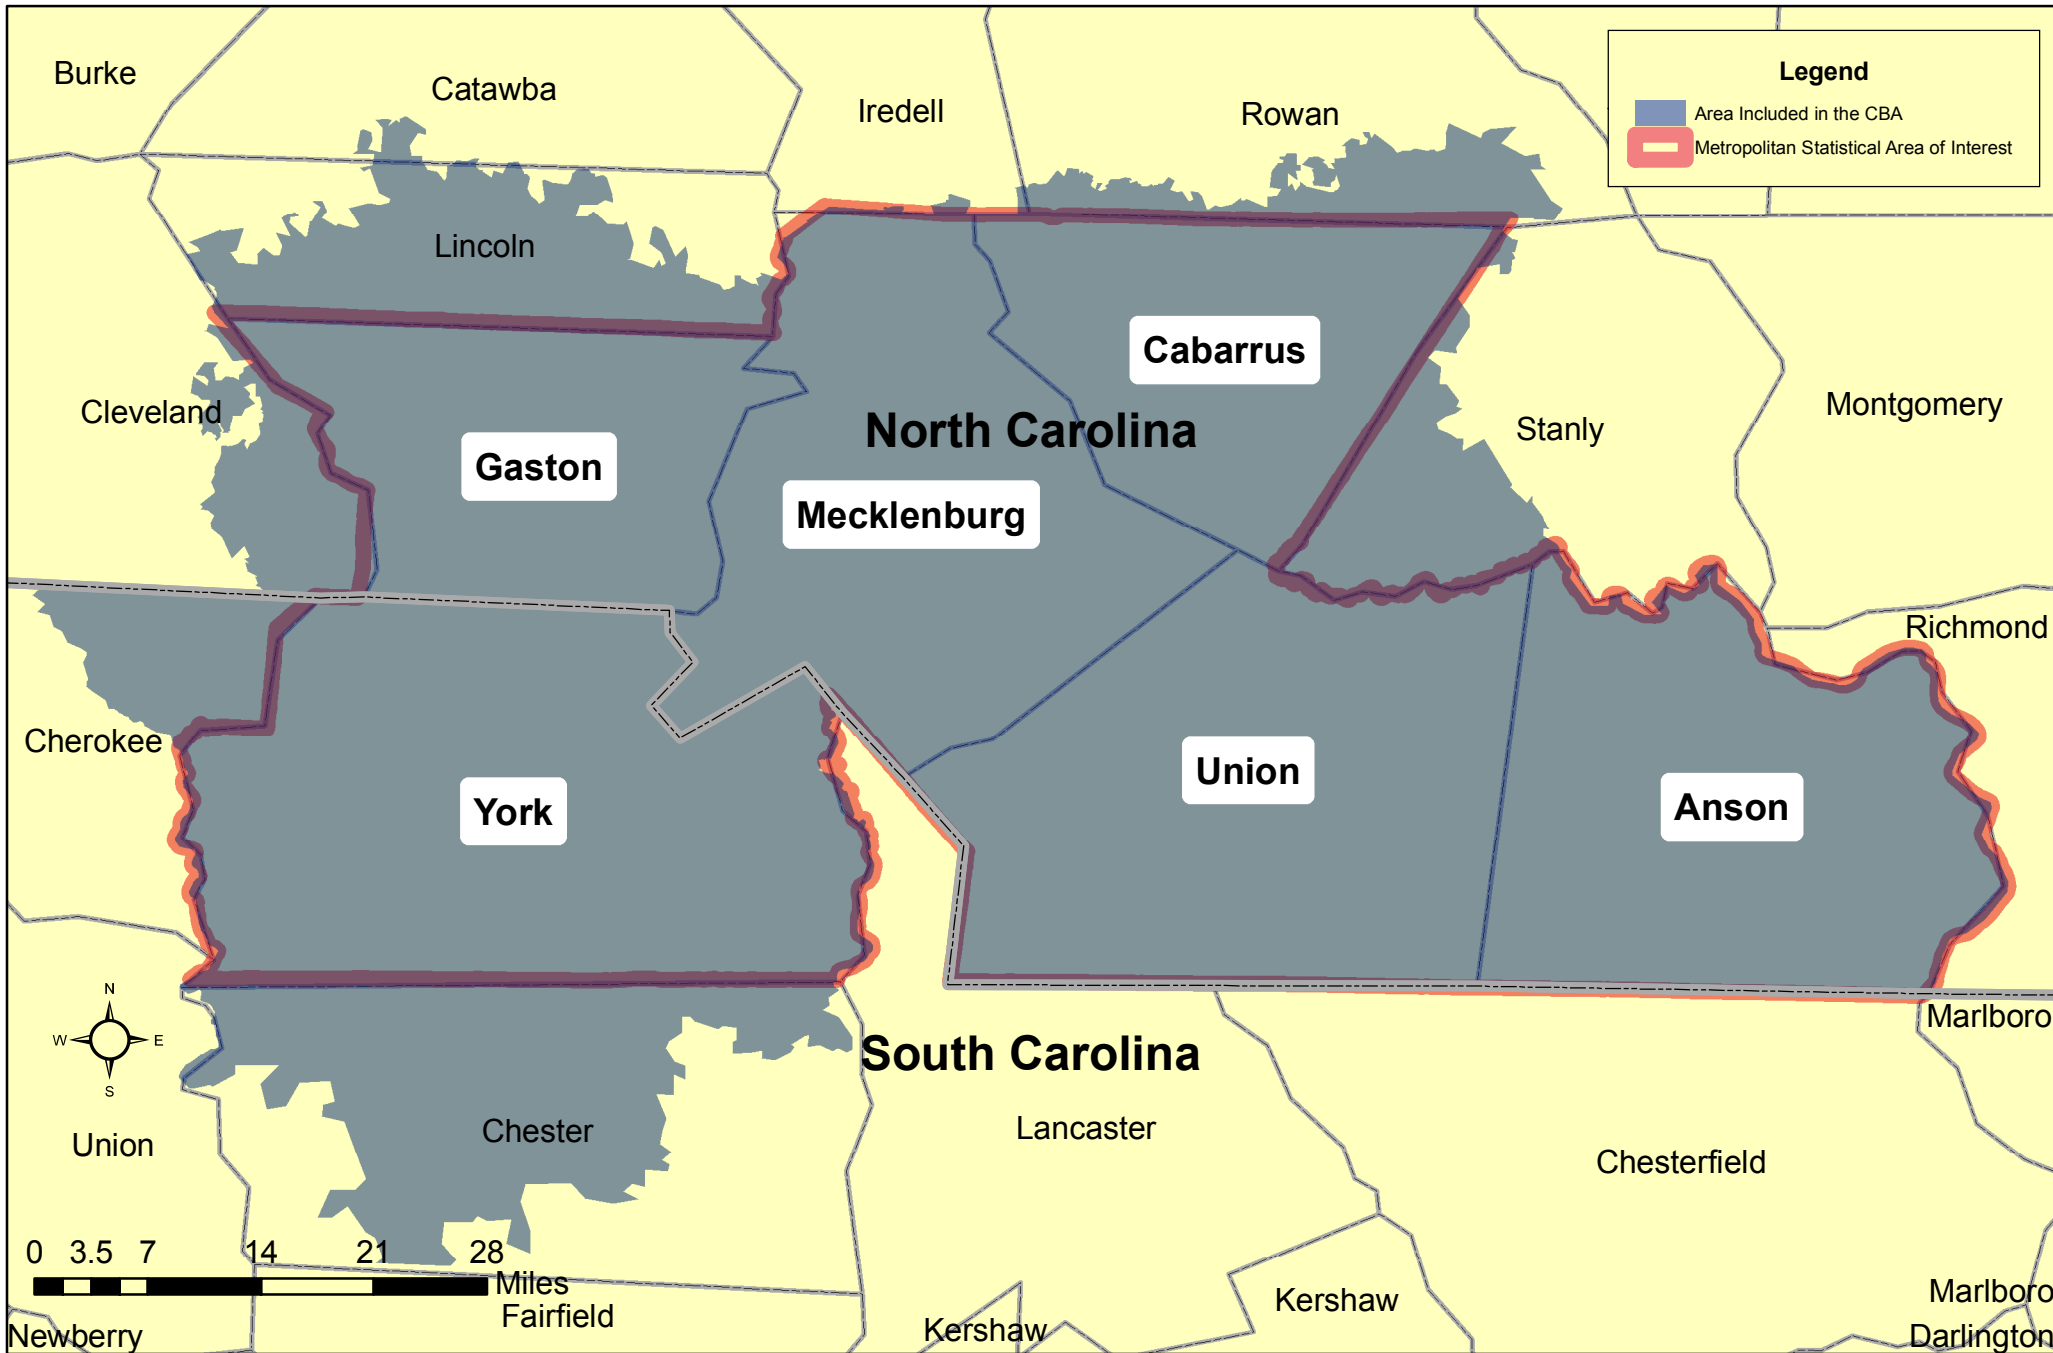 Burke
Catawba
Iredell
Rowan
Legend
Area Included in the CBA
Metropolitan Statistical Area of Interest
Lincoln
Cabarrus
Cleveland
Montgomery
North Carolina
Stanly
Gaston
Mecklenburg
Richmond
Cherokee
York
Union
Anson
N
W E
S
Marlboro
South Carolina
Chester
Lancaster
Union
Chesterfield
0 3.5 7 14 21 28
Miles
Fairfield
Kershaw
Kershaw
Marlboro
Newberry
Darlington